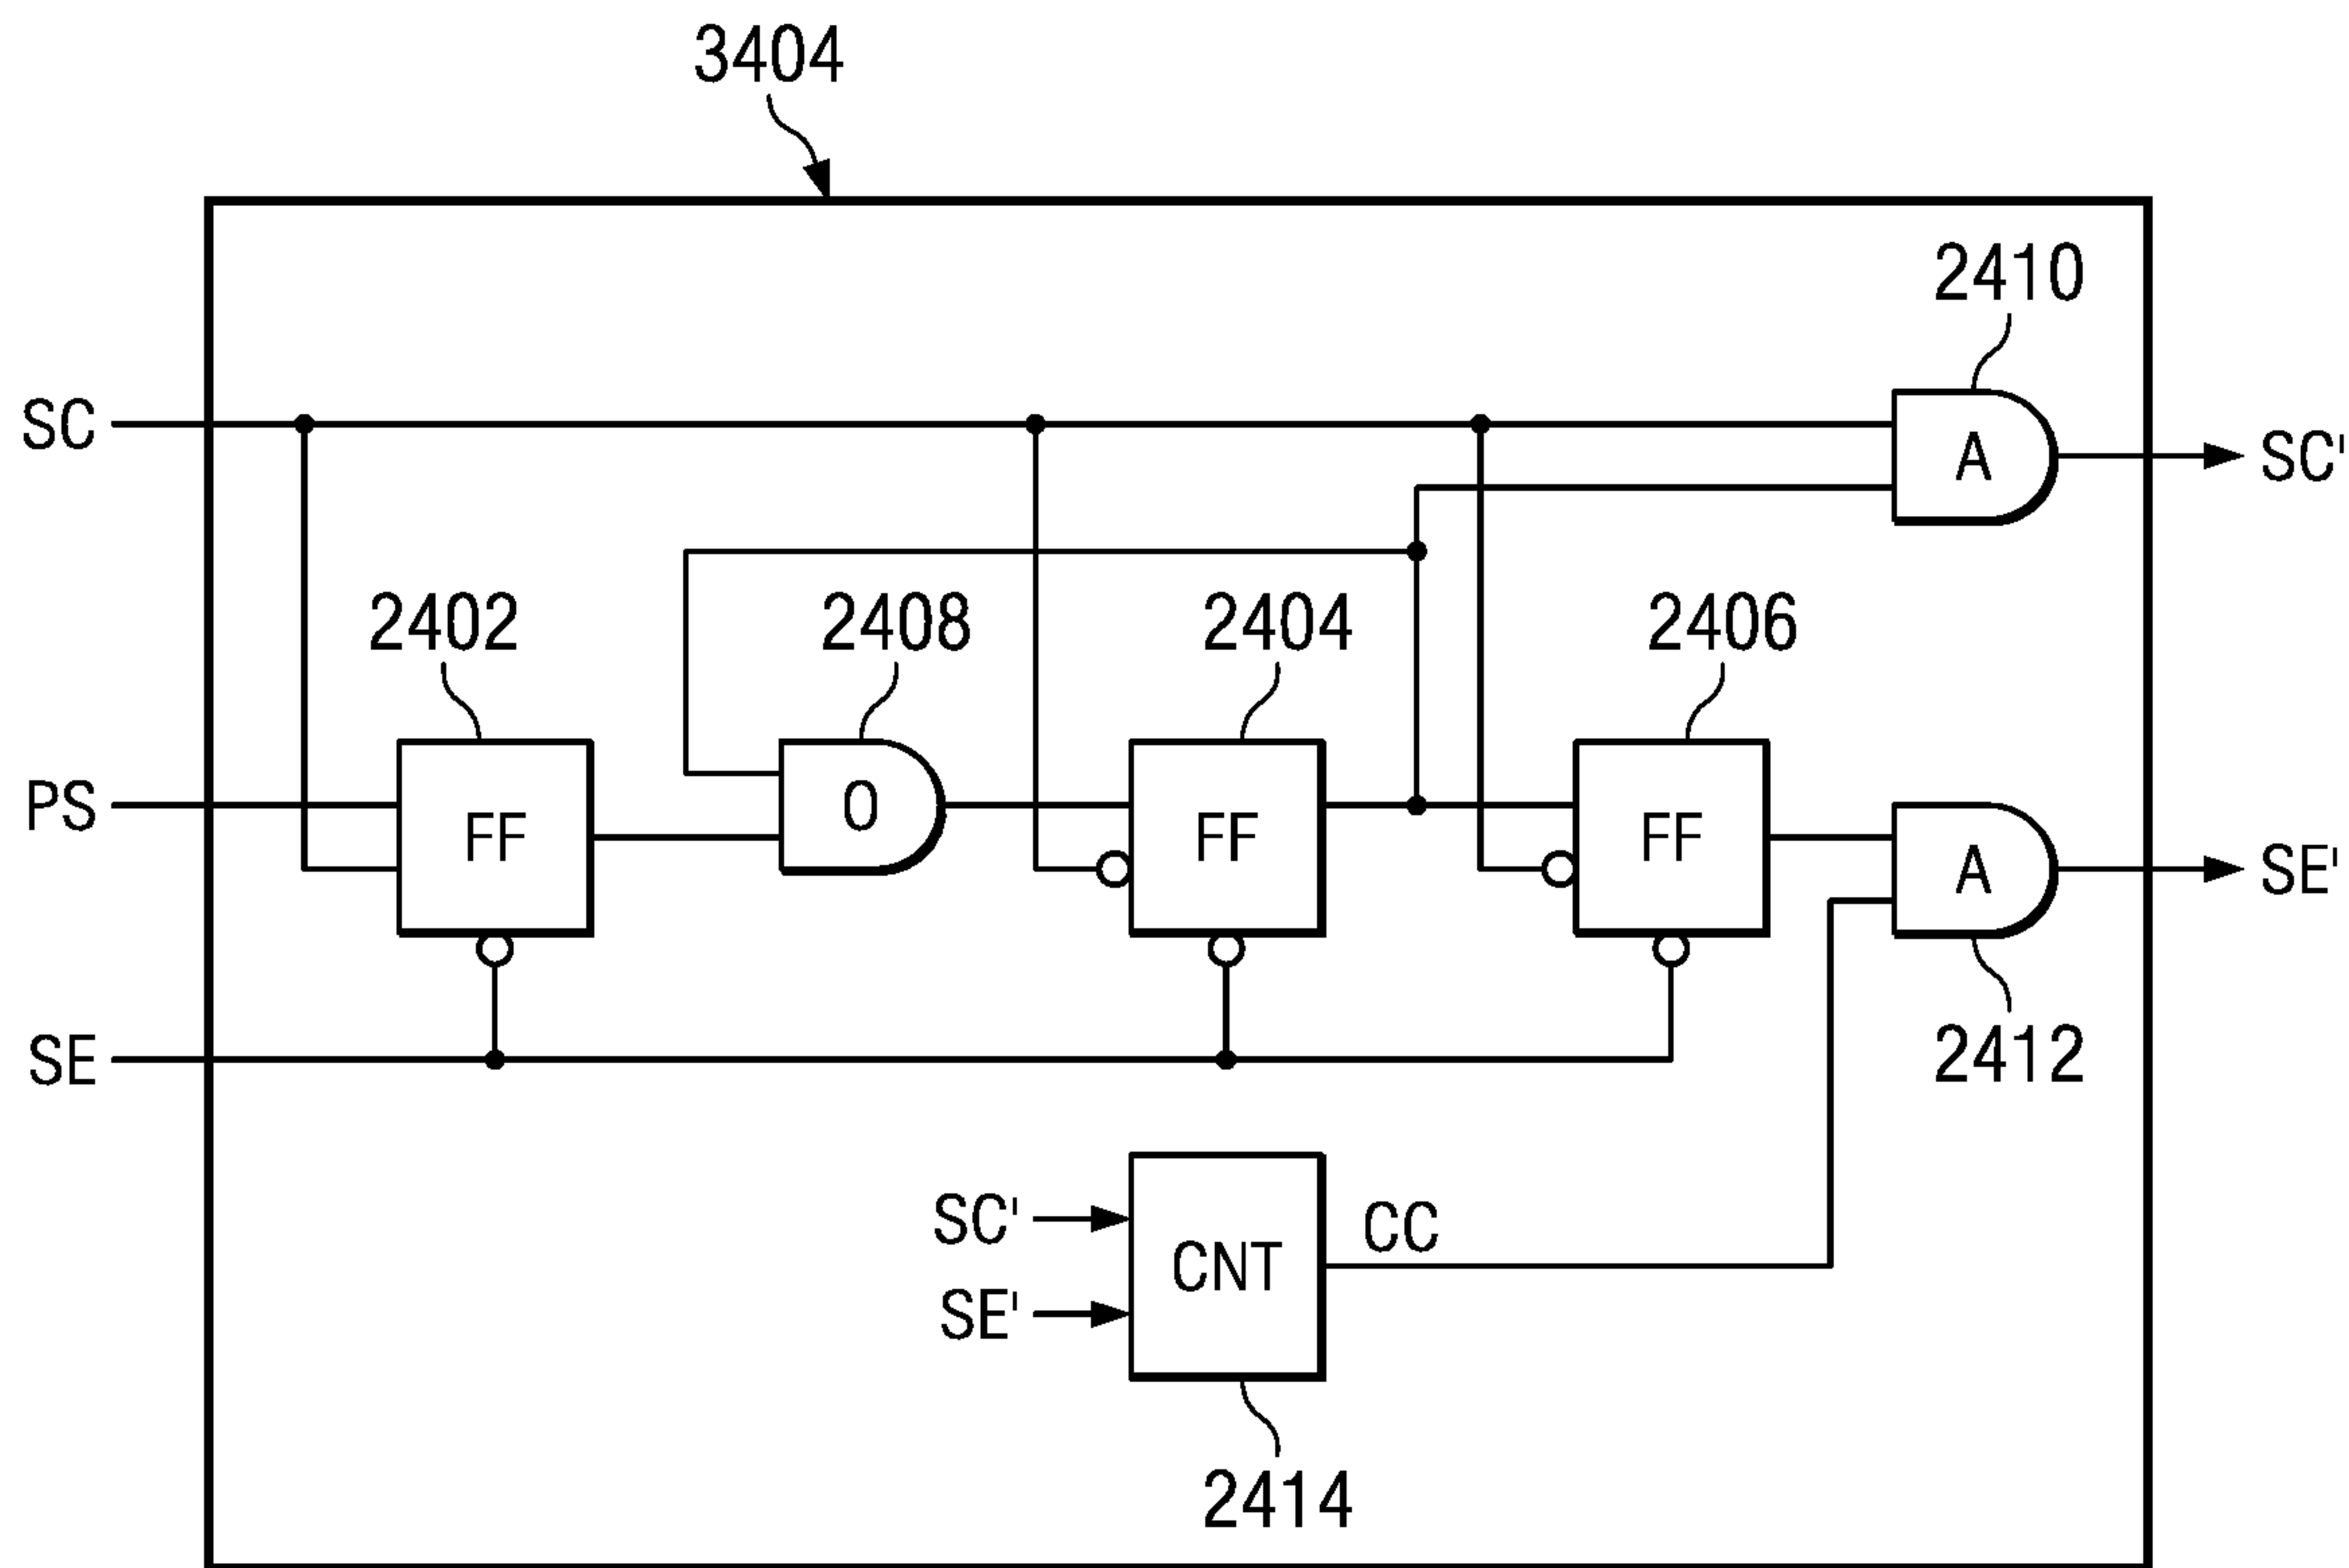 3404
2410
SC
A
SC'
2402
2408
2404
2406
PS
FF
O
FF
FF
A
SE'
SE
2412
SC'
CC
CNT
SE'
2414